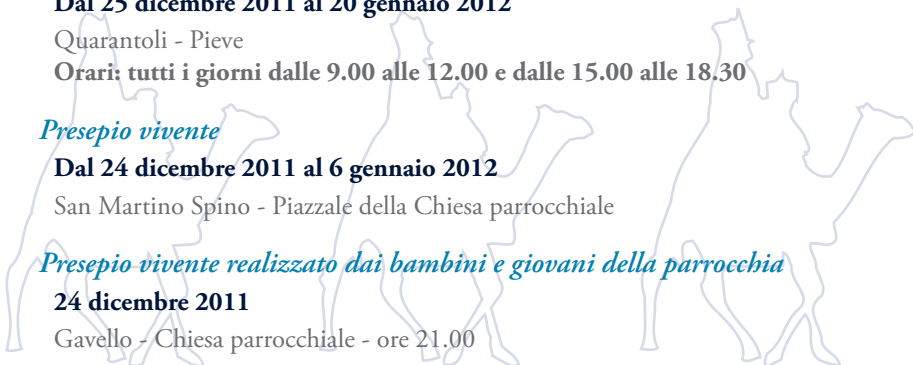 Dal 25 dicembre 2011 al 20 gennaio 2012
Quarantoli - Pieve
Orari: tutti i giorni dalle 9.00 alle 12.00 e dalle 15.00 alle 18.30
Presepio vivente
Dal 24 dicembre 2011 al 6 gennaio 2012
San Martino Spino - Piazzale della Chiesa parrocchiale
Presepio vivente realizzato dai bambini e giovani della parrocchia
24 dicembre 2011
Gavello - Chiesa parrocchiale - ore 21.00